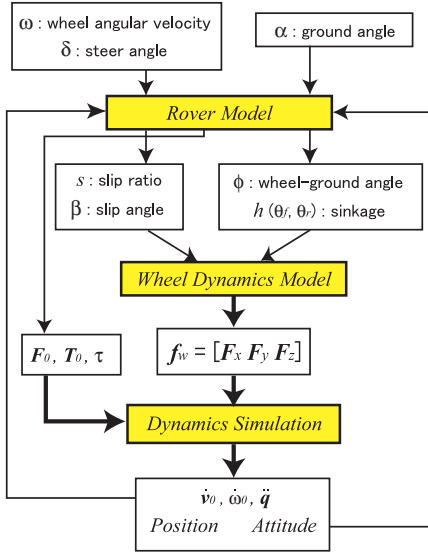 ω : wheel angular velocity
δ : steer angle
α : ground angle
Rover Model
s : slip ratio
β : slip angle
ϕ : wheel-ground angle
h (θf, θr) : sinkage
Wheel Dynamics Model
F0, T0, τ
fw = [Fx Fy Fz]
Dynamics Simulation
v̇0, ω̇0, q̈
Position Attitude